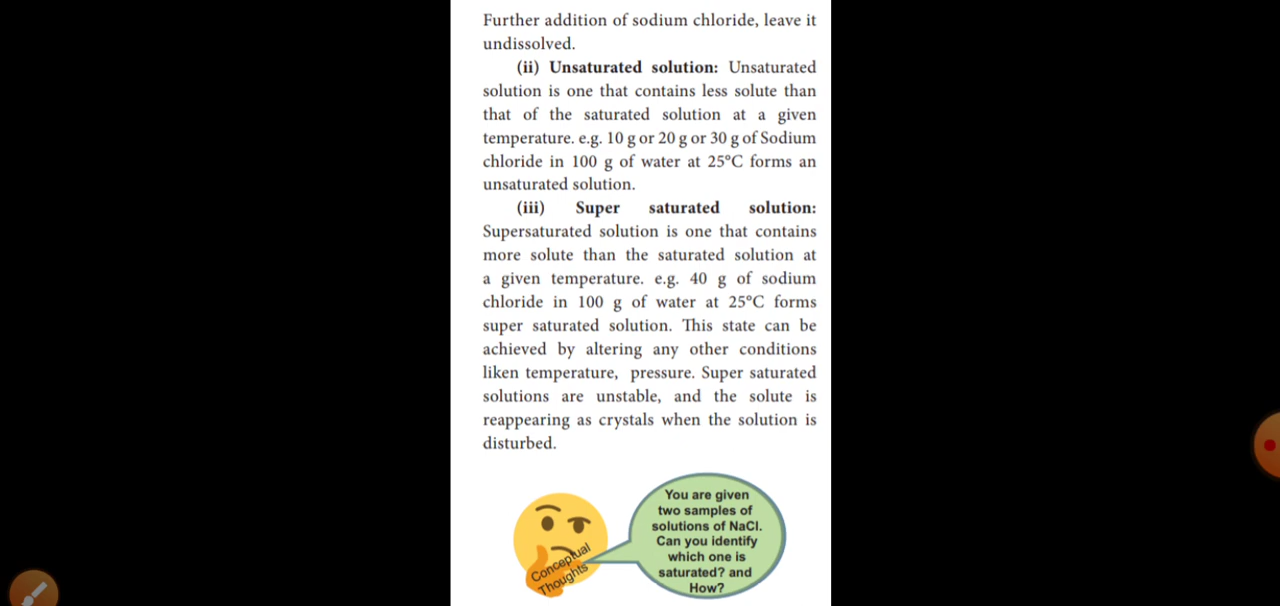 Further addition of sodium chloride, leave it
undissolved.
(ii) Unsaturated solution: Unsaturated
solution is one that contains less solute than
that of the saturated solution at a given
temperature. e.g. 10 g or 20 g or 30 g of Sodium
chloride in 100 g of water at 25°C forms an
unsaturated solution.
(iii) Super saturated solution:
Supersaturated solution is one that contains
more solute than the saturated solution at
a given temperature. e.g. 40 g of sodium
chloride in 100 g of water at 25°C forms
super saturated solution. This state can be
achieved by altering any other conditions
liken temperature, pressure. Super saturated
solutions are unstable, and the solute is
reappearing as crystals when the solution is
disturbed.
Conceptual
Thoughts
You are given
two samples of
solutions of NaCl.
Can you identify
which one is
saturated? and
How?